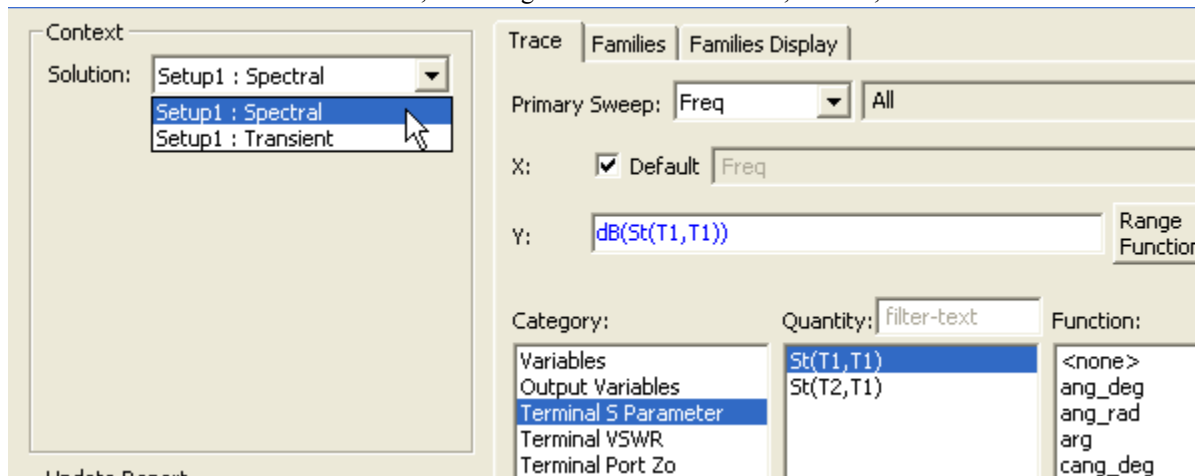 Context
Solution:
Setup1 : Spectral
Setup1 : Spectral
Setup1 : Transient
Trace
Families
Families Display
Primary Sweep:
Freq
All
X:
Default
Freq
Y:
dB(St(T1,T1))
Range
Function
Category:
Variables
Output Variables
Terminal S Parameter
Terminal VSWR
Terminal Port Zo
Quantity:
filter-text
St(T1,T1)
St(T2,T1)
Function:
<none>
ang_deg
ang_rad
arg
cang_deg